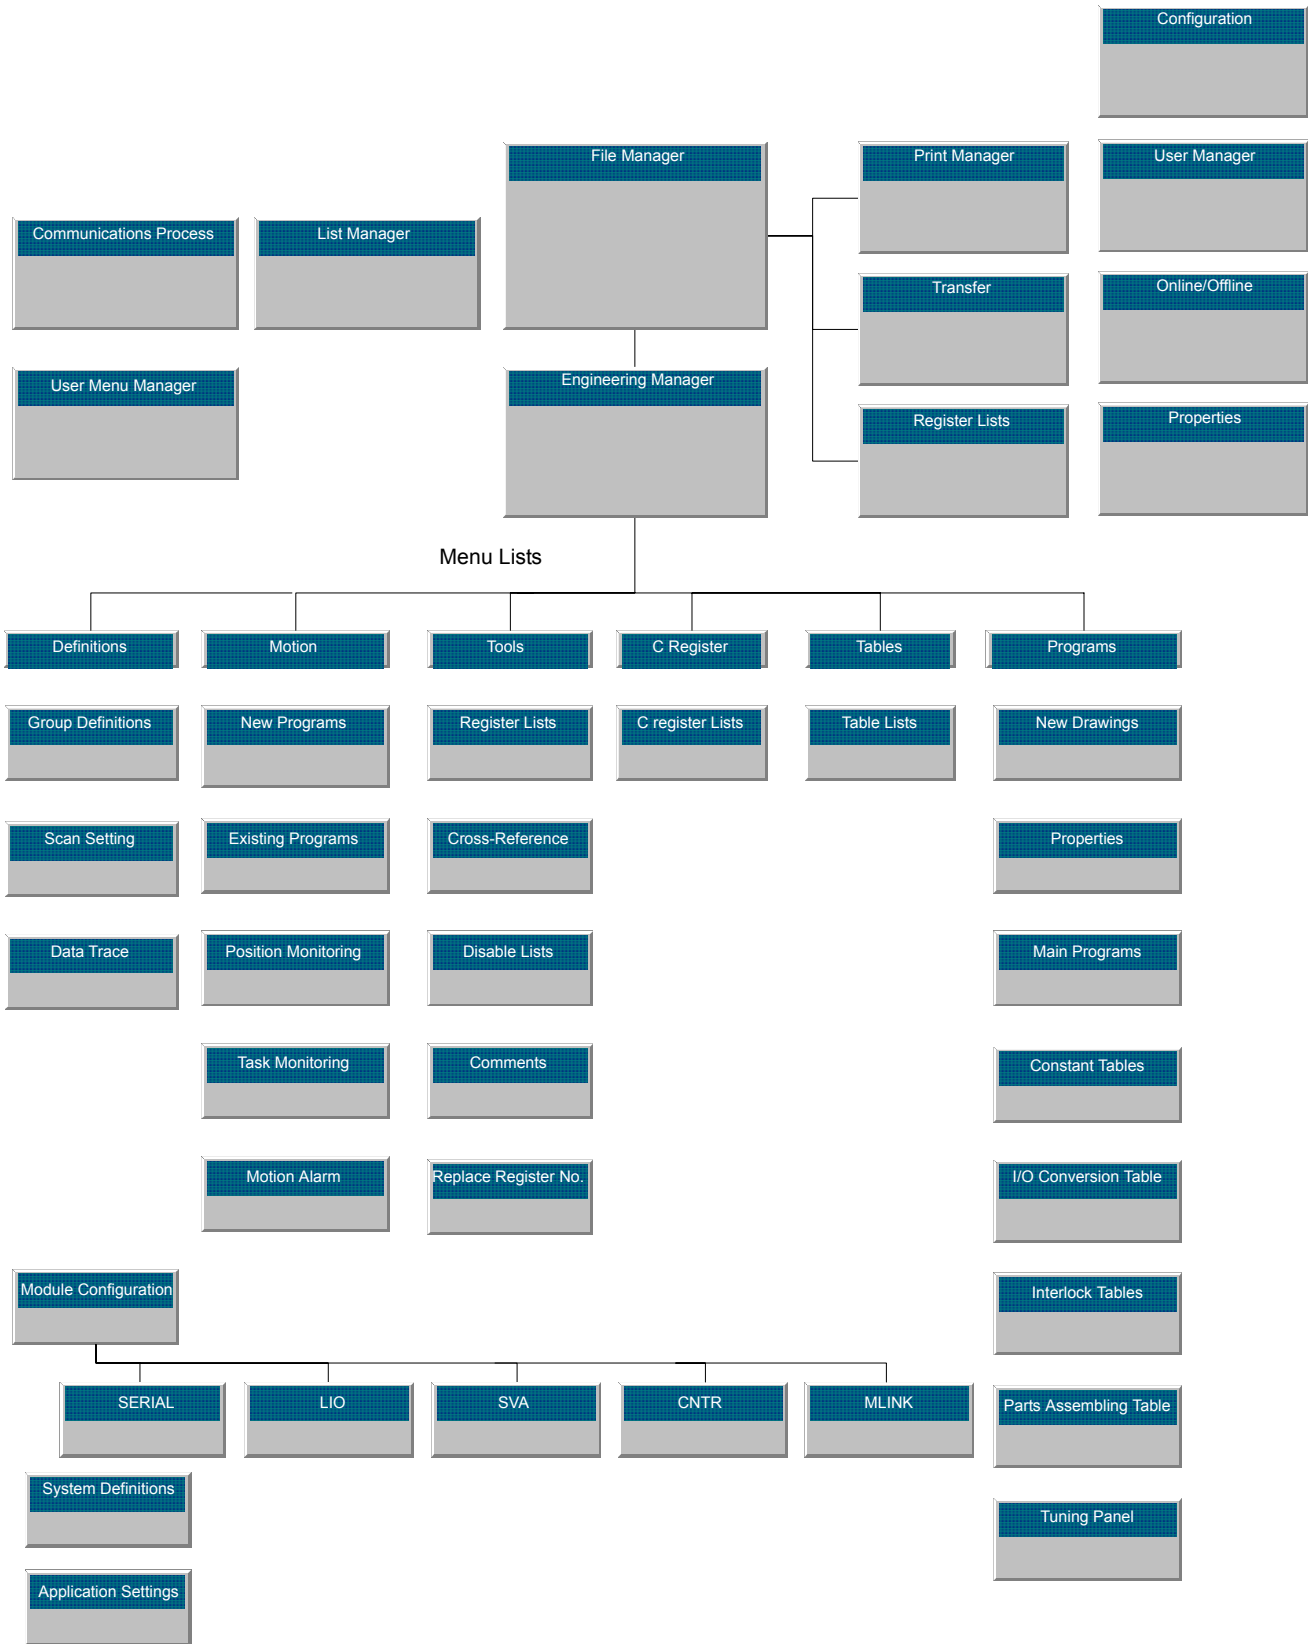 Configuration
File Manager
Print Manager
User Manager
Communications Process
List Manager
Transfer
Online/Offline
User Menu Manager
Engineering Manager
Register Lists
Properties
Menu Lists
Definitions
Motion
Tools
C Register
Tables
Programs
Group Definitions
New Programs
Register Lists
C register Lists
Table Lists
New Drawings
Scan Setting
Existing Programs
Cross-Reference
Properties
Data Trace
Position Monitoring
Disable Lists
Main Programs
Task Monitoring
Comments
Constant Tables
Motion Alarm
Replace Register No.
I/O Conversion Table
Module Configuration
Interlock Tables
SERIAL
LIO
SVA
CNTR
MLINK
Parts Assembling Table
System Definitions
Tuning Panel
Application Settings